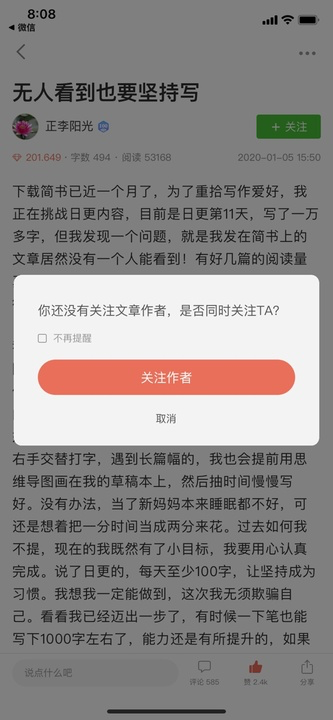 8:08
◀ 微信
无人看到也要坚持写
正李阳光
+ 关注
201.649 · 字数 494 · 阅读 53168
2020-01-05 15:50
下载简书已近一个月了，为了重拾写作爱好，我
正在挑战日更内容，目前是日更第11天，写了一万
多字，但我发现一个问题，就是我发在简书上的
文章居然没有一个人能看到！有好几篇的阅读量
你还没有关注文章作者，是否同时关注TA?
不再提醒
关注作者
取消
右手交替打字，遇到长篇幅的，我也会提前用思
维导图画在我的草稿本上，然后抽时间慢慢写
好。没有办法，当了新妈妈本来睡眠都不好，可
还是想着把一分时间当成两分来花。过去如何我
不提，现在的我既然有了小目标，我要用心认真
完成。说了日更的，每天至少100字，让坚持成为
习惯。我想我一定能做到，这次我无须欺骗自
己。看看我已经迈出一步了，有时候一下笔也能
写下1000字左右了，能力还是有所提升的，如果
说点什么吧
评论 585
赞 2.4k
分享